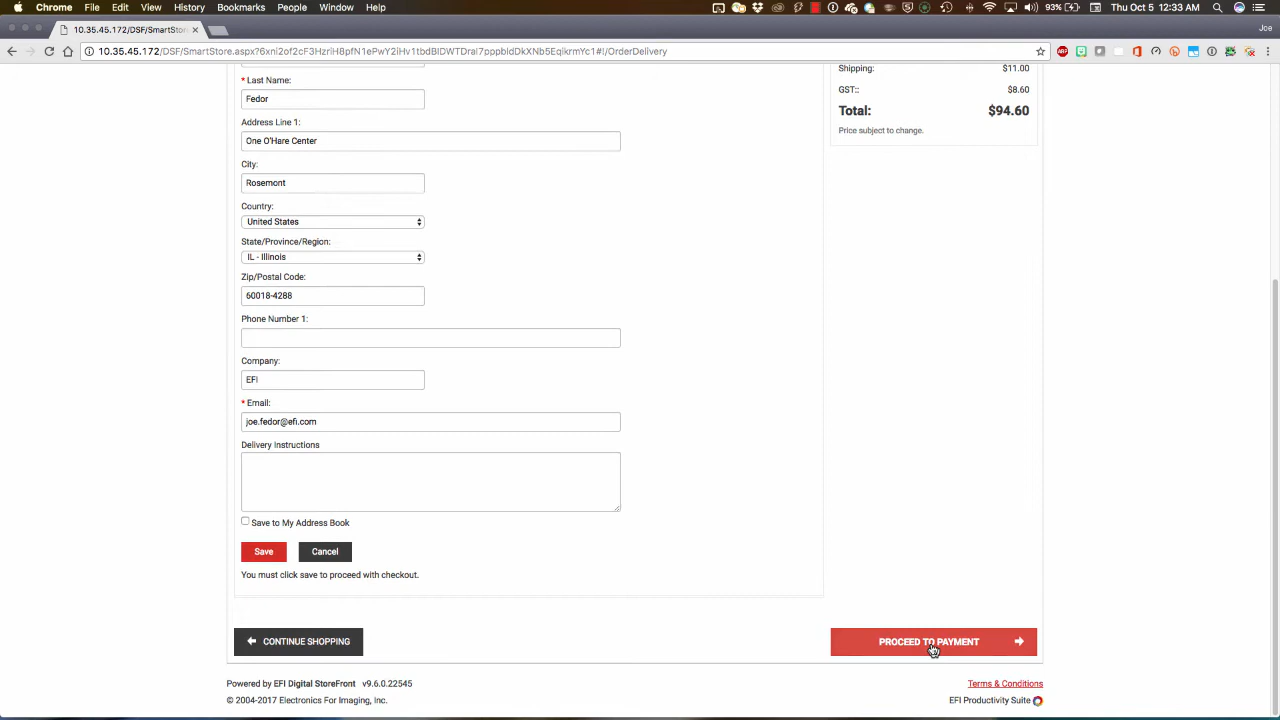 Chrome File Edit View History Bookmarks People Window Help 93% Thu Oct 5 12:33 AM
10.35.45.172/DSF/SmartStor
Joe
Shipping: $11.00
* Last Name:
GST:: $8.60
Fedor
Total: $94.60
Address Line 1:
Price subject to change.
One O'Hare Center
City:
Rosemont
Country:
United States
State/Province/Region:
IL - Illinois
Zip/Postal Code:
60018-4288
Phone Number 1:
Company:
EFI
* Email:
joe.fedor@efi.com
Delivery Instructions
Save to My Address Book
Save Cancel
You must click save to proceed with checkout.
CONTINUE SHOPPING PROCEED TO PAYMENT
Powered by EFI Digital StoreFront v9.6.0.22545 Terms & Conditions
© 2004-2017 Electronics For Imaging, Inc. EFI Productivity Suite